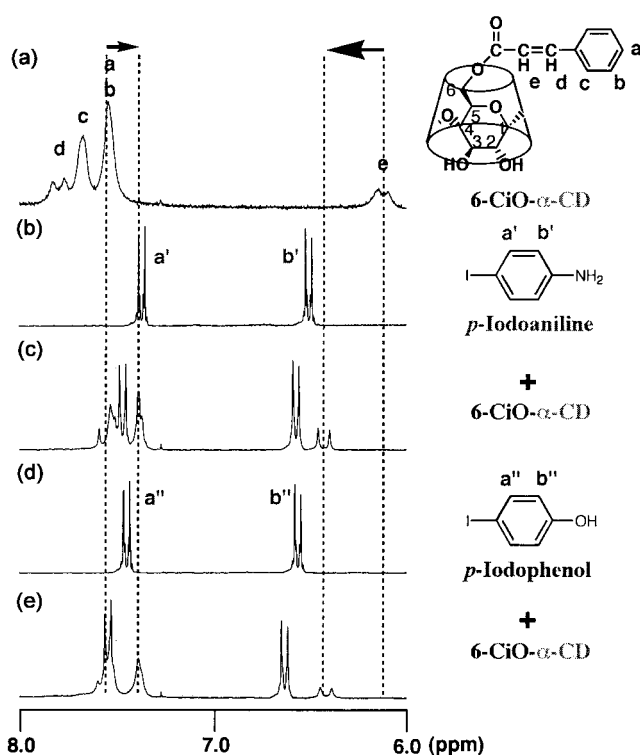 (a)
a
b
c
d
e
O
O
H
H
a
e
d
c
b
6
5
O
O
4
1
3
2
HO
OH
6-CiO-α-CD
(b)
a'
b'
a'
b'
I
NH₂
p-Iodoaniline
(c)
+
6-CiO-α-CD
(d)
a''
b''
a''
b''
I
OH
p-Iodophenol
(e)
+
6-CiO-α-CD
8.0
7.0
6.0
(ppm)